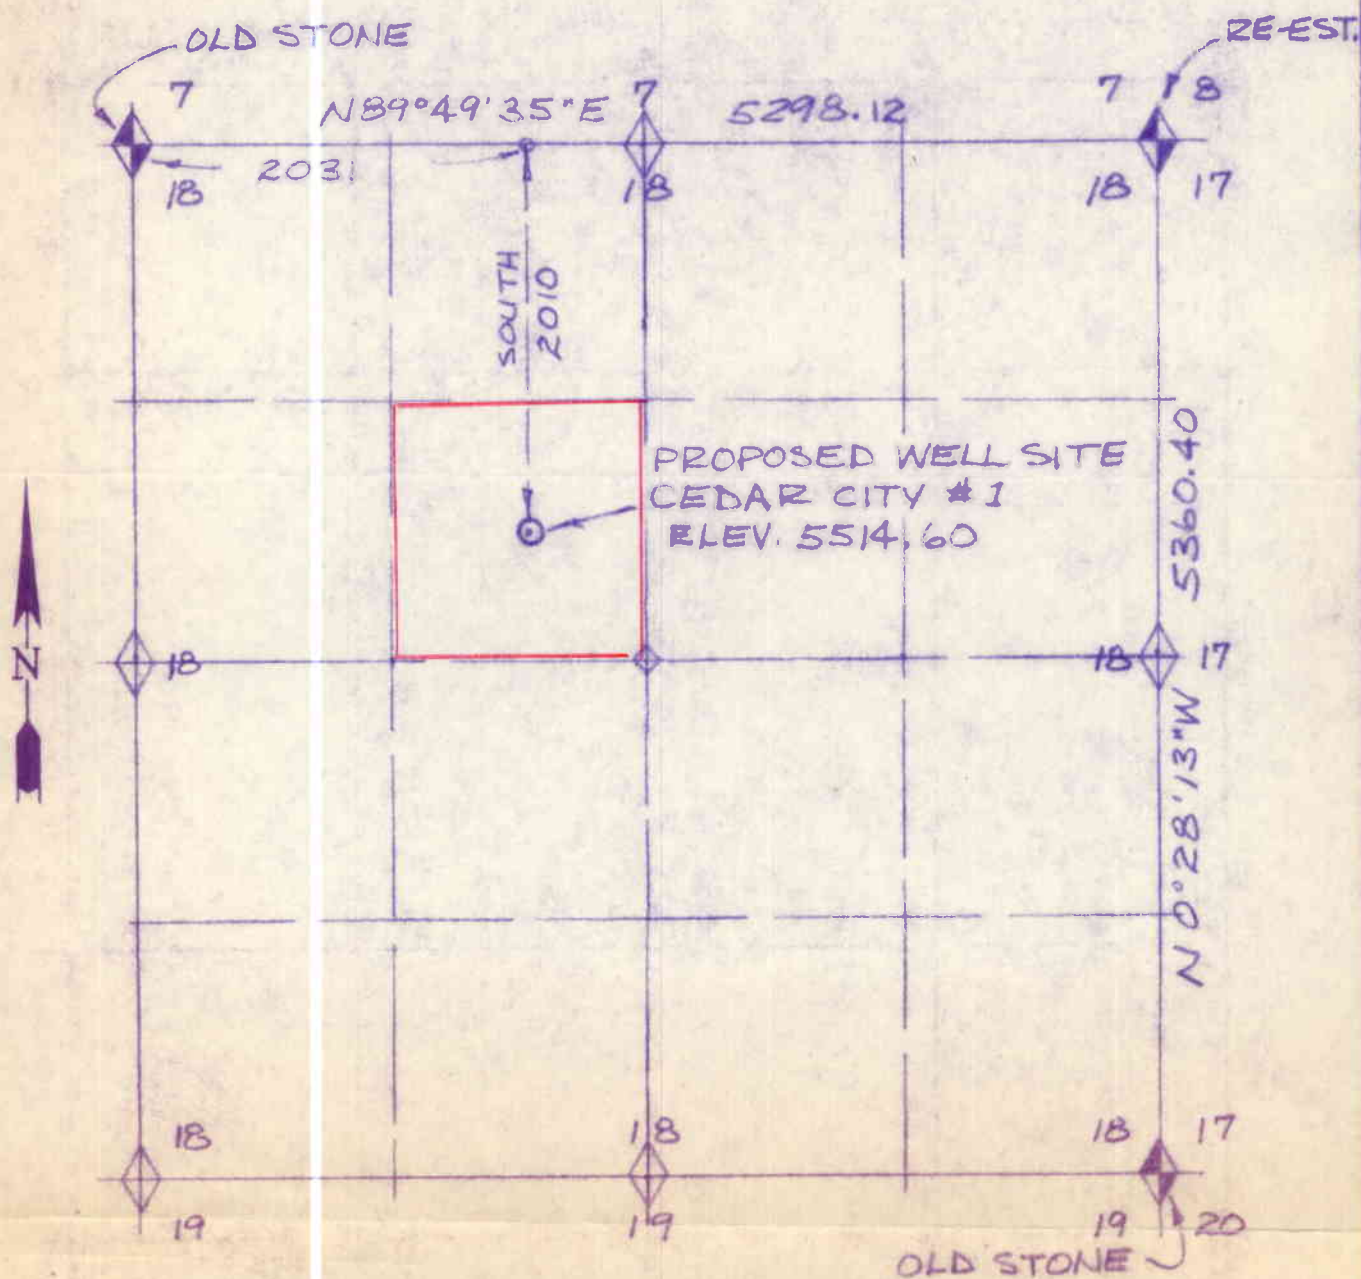 OLD STONE
RE-EST.
7
7
7 8
N89°49'35"E
5298.12
2031
18
18
18 17
SOUTH
2010
PROPOSED WELL SITE
CEDAR CITY #1
ELEV. 5514.60
5360.40
N
18
18 17
N 0°28'13"W
18
18
18 17
19
19
19 20
OLD STONE